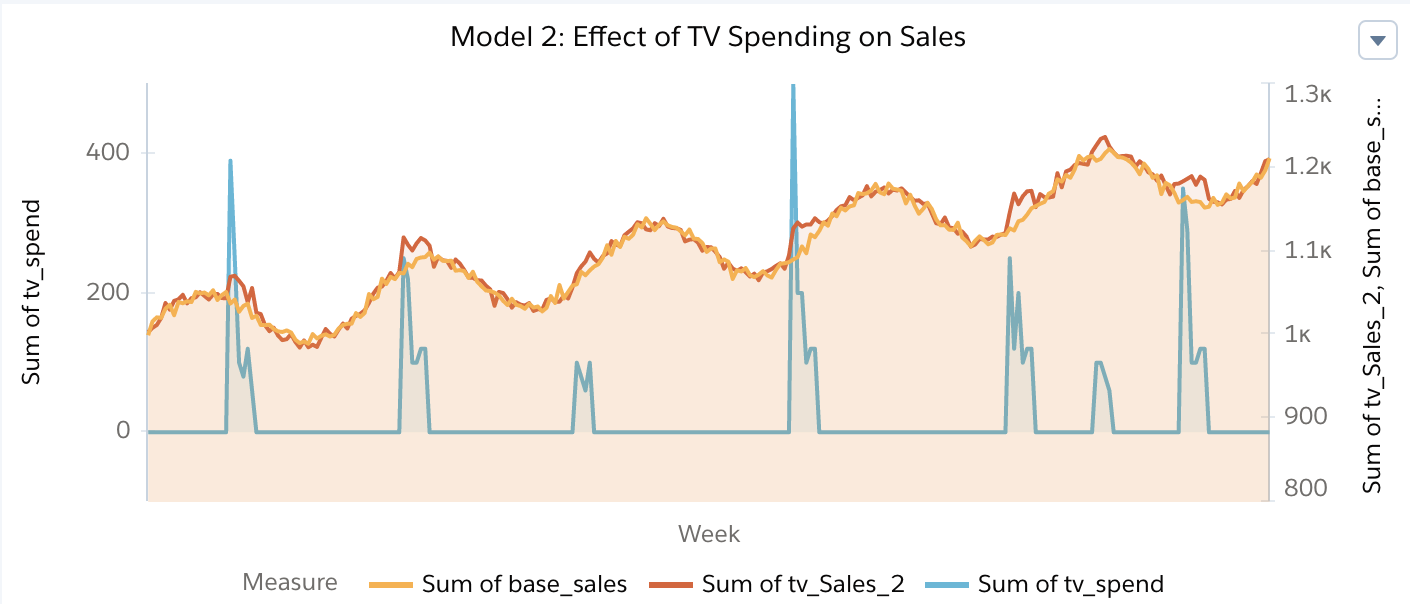 Model 2: Effect of TV Spending on Sales
Sum of tv_spend
400
200
0
1.3K
1.2K
1.1K
1K
900
800
Sum of tv_Sales_2, Sum of base_s...
Week
Measure Sum of base_sales Sum of tv_Sales_2 Sum of tv_spend